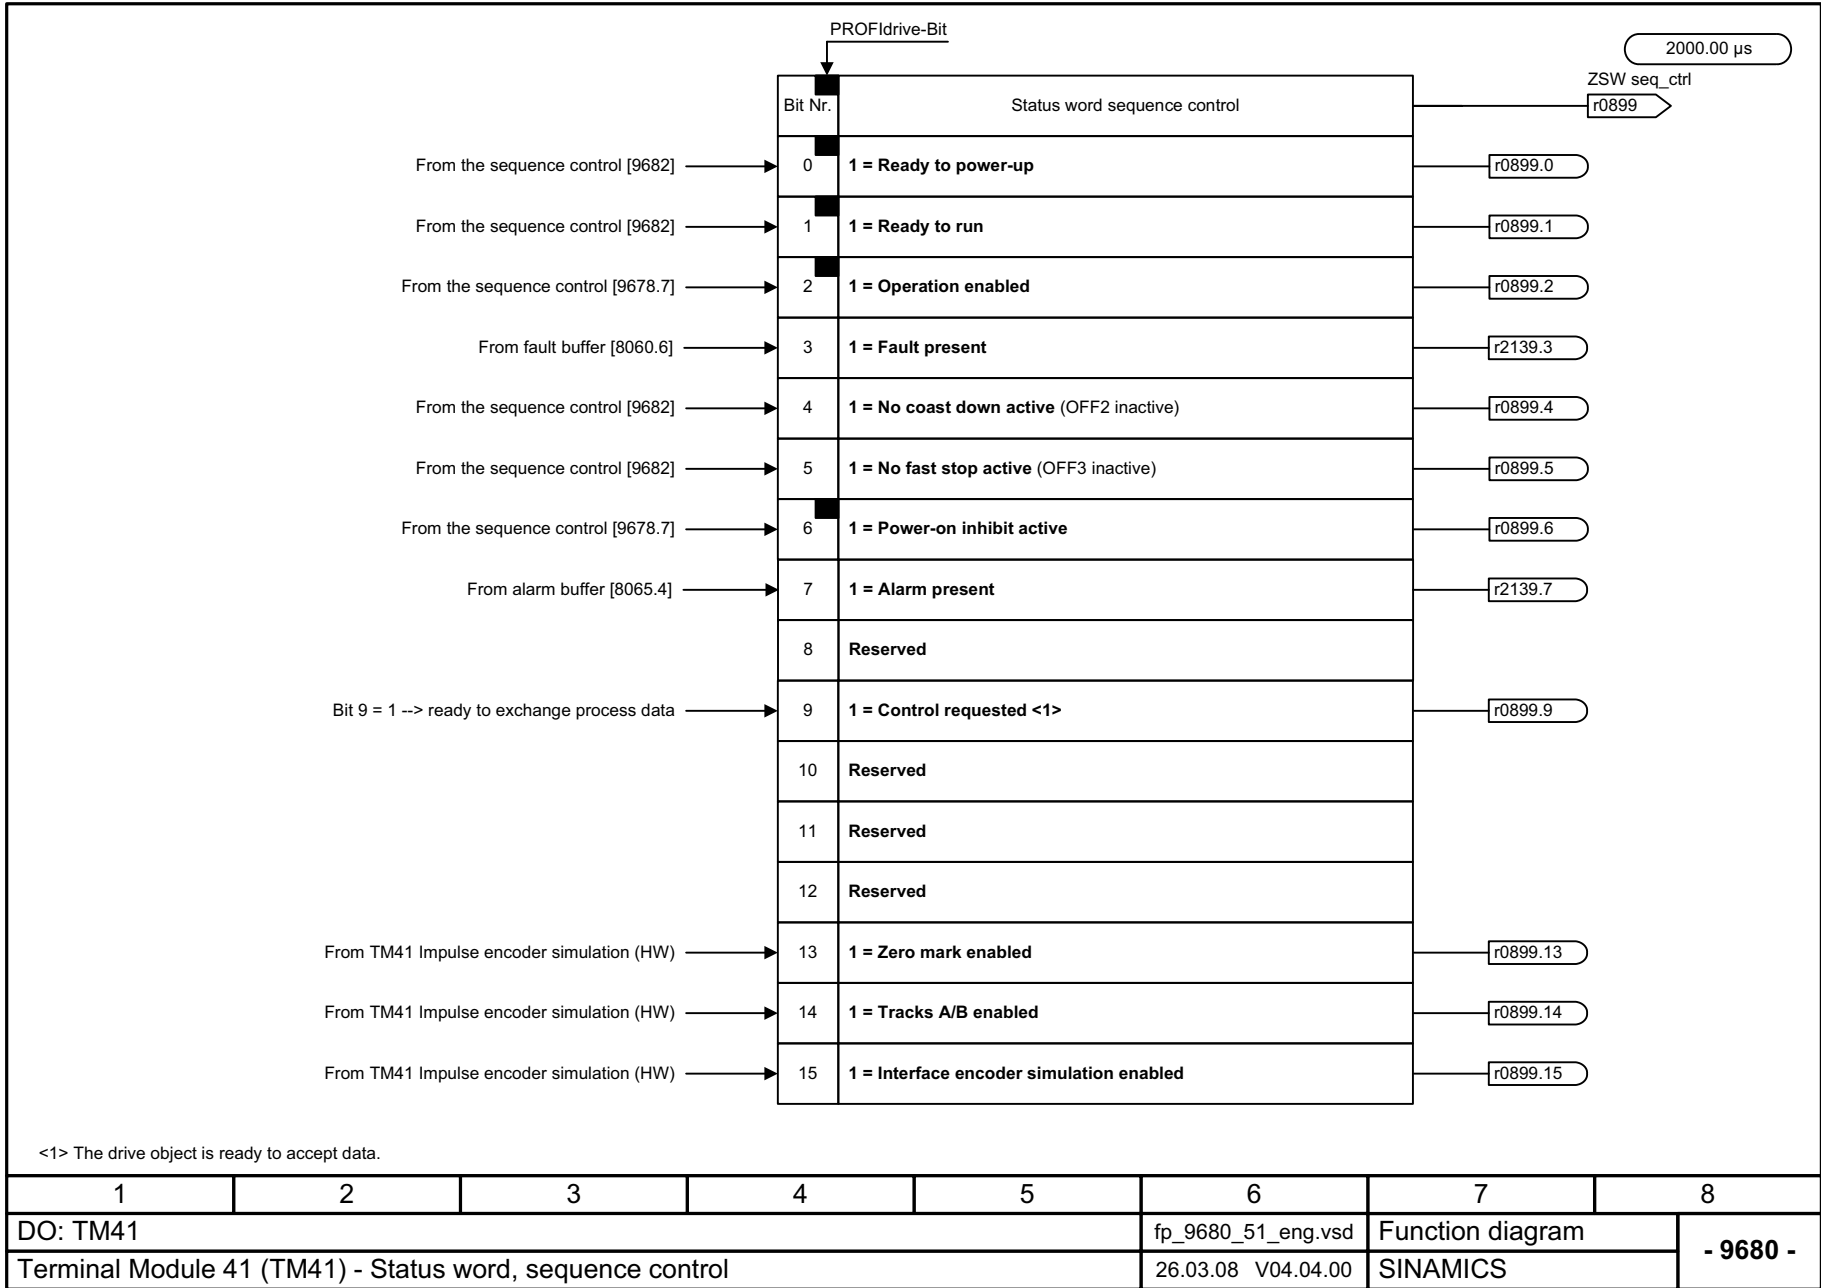 PROFIdrive-Bit
2000.00 µs
ZSW seq_ctrl
Bit Nr. Status word sequence control r0899
From the sequence control [9682] 0 1 = Ready to power-up r0899.0
From the sequence control [9682] 1 1 = Ready to run r0899.1
From the sequence control [9678.7] 2 1 = Operation enabled r0899.2
From fault buffer [8060.6] 3 1 = Fault present r2139.3
From the sequence control [9682] 4 1 = No coast down active (OFF2 inactive) r0899.4
From the sequence control [9682] 5 1 = No fast stop active (OFF3 inactive) r0899.5
From the sequence control [9678.7] 6 1 = Power-on inhibit active r0899.6
From alarm buffer [8065.4] 7 1 = Alarm present r2139.7
8 Reserved
Bit 9 = 1 --> ready to exchange process data 9 1 = Control requested <1> r0899.9
10 Reserved
11 Reserved
12 Reserved
From TM41 Impulse encoder simulation (HW) 13 1 = Zero mark enabled r0899.13
From TM41 Impulse encoder simulation (HW) 14 1 = Tracks A/B enabled r0899.14
From TM41 Impulse encoder simulation (HW) 15 1 = Interface encoder simulation enabled r0899.15
<1> The drive object is ready to accept data.
1 2 3 4 5 6 7 8
DO: TM41 fp_9680_51_eng.vsd Function diagram - 9680 -
Terminal Module 41 (TM41) - Status word, sequence control 26.03.08 V04.04.00 SINAMICS